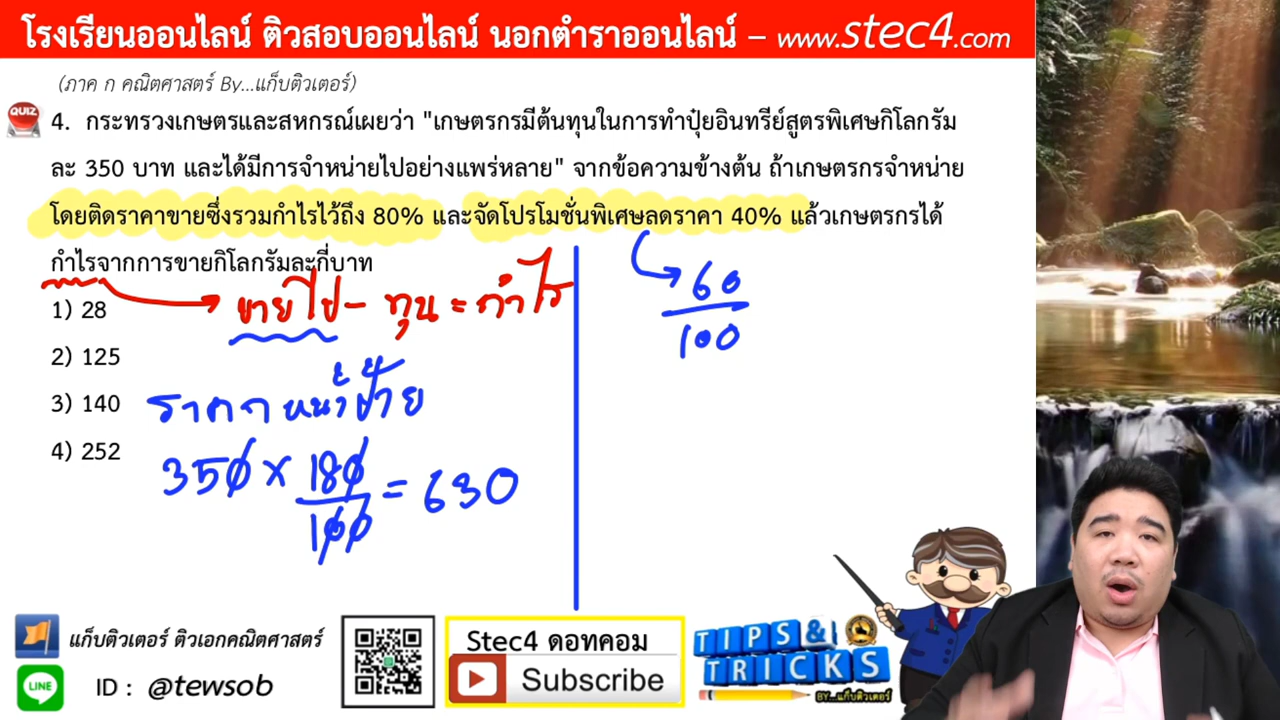 โรงเรียนออนไลน์ ติวสอบออนไลน์ นอกตำราออนไลน์ – www.stec4.com
(ภาค ก คณิตศาสตร์ By...แก็บติวเตอร์)
QUIZ
4. กระทรวงเกษตรและสหกรณ์เผยว่า "เกษตรกรมีต้นทุนในการทำปุ๋ยอินทรีย์สูตรพิเศษกิโลกรัม
ละ 350 บาท และได้มีการจำหน่ายไปอย่างแพร่หลาย" จากข้อความข้างต้น ถ้าเกษตรกรจำหน่าย
โดยติดราคาขายซึ่งรวมกำไรไว้ถึง 80% และจัดโปรโมชั่นพิเศษลดราคา 40% แล้วเกษตรกรได้
กำไรจากการขายกิโลกรัมละกี่บาท
1) 28
ขายไป - ทุน = กำไร
2) 125
3) 140
4) 252
ราคาหน้าป้าย
350 × 180/100 = 630
60
100
แก็บติวเตอร์ ติวเอกคณิตศาสตร์
LINE
ID : @tewsob
Stec4 ดอทคอม
Subscribe
TIPS &
TRICKS
BY...แก็บติวเตอร์